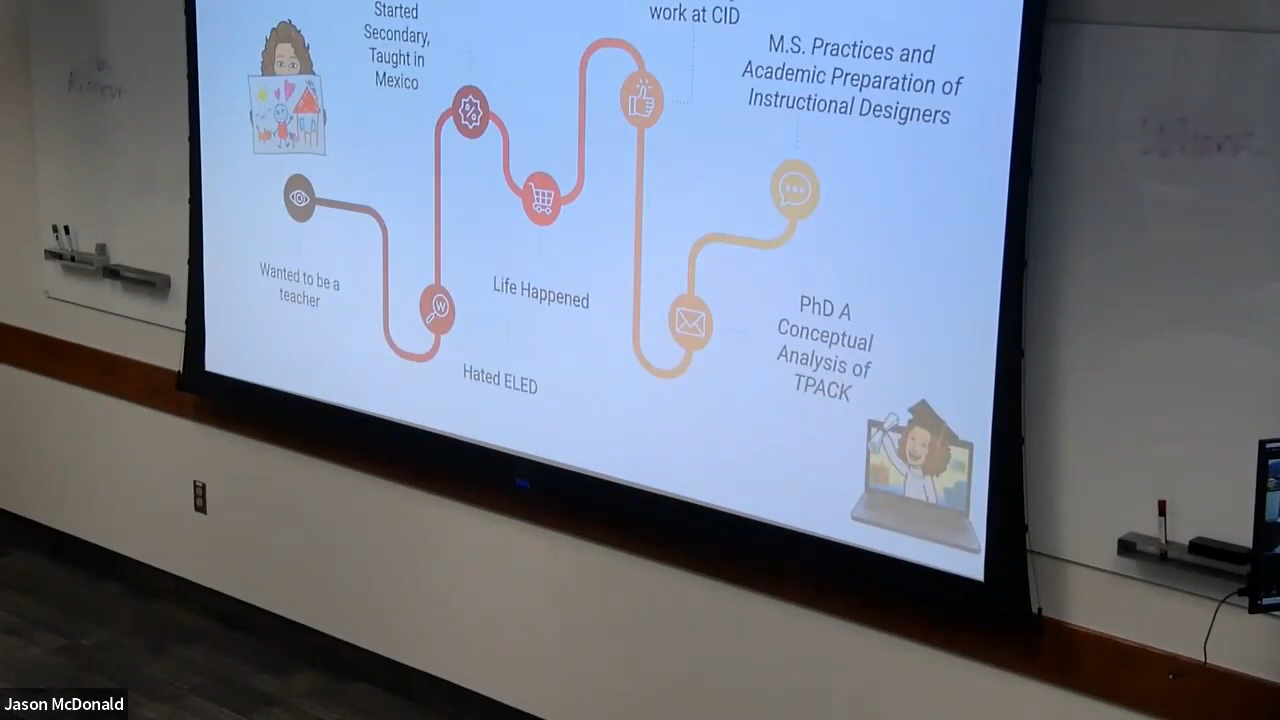 Started
Secondary,
Taught in
Mexico
work at CID
M.S. Practices and
Academic Preparation of
Instructional Designers
Wanted to be a
teacher
Life Happened
Hated ELED
PhD A
Conceptual
Analysis of
TPACK
W
Jason McDonald